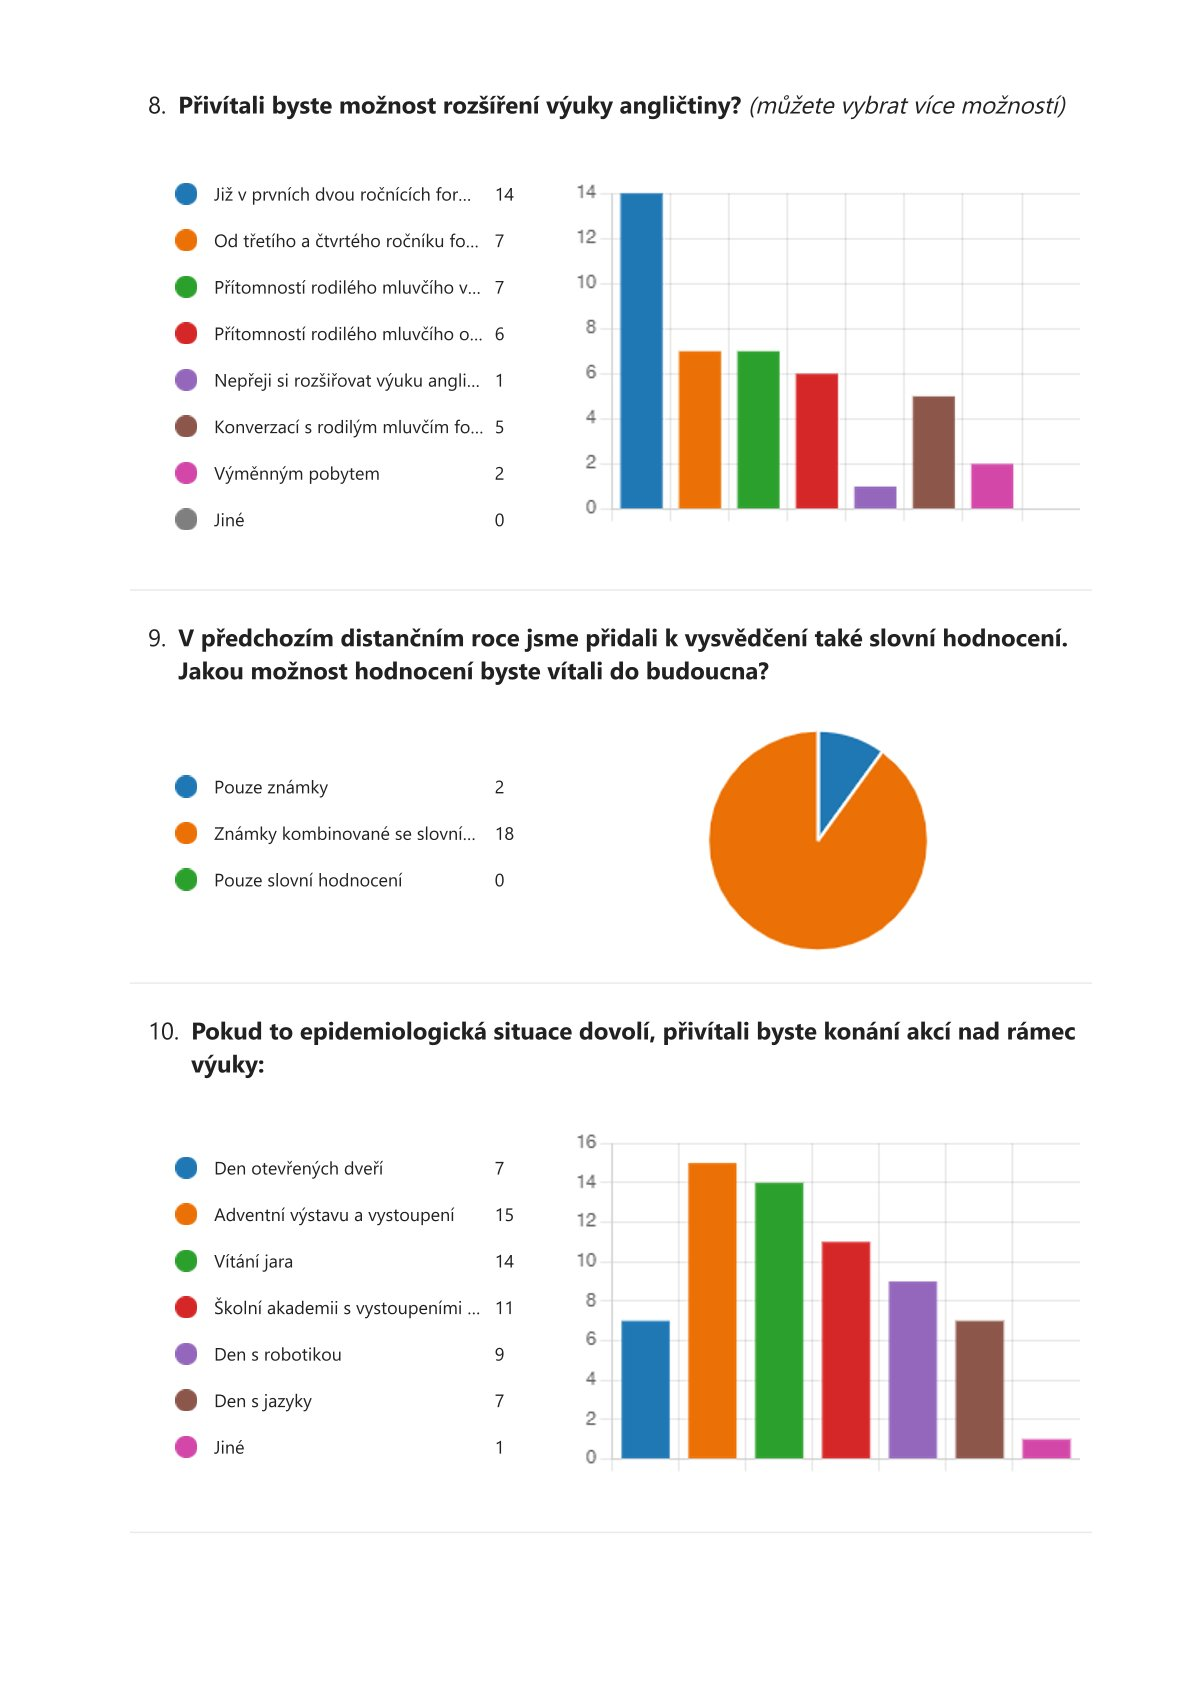 8. Přivítali byste možnost rozšíření výuky angličtiny? (můžete vybrat více možností)
Již v prvních dvou ročnících for... 14
Od třetího a čtvrtého ročníku fo... 7
Přítomností rodilého mluvčího v... 7
Přítomností rodilého mluvčího o... 6
Nepřeji si rozšiřovat výuku angli... 1
Konverzací s rodilým mluvčím fo... 5
Výměnným pobytem 2
Jiné 0
14
12
10
8
6
4
2
0
9. V předchozím distančním roce jsme přidali k vysvědčení také slovní hodnocení.
Jakou možnost hodnocení byste vítali do budoucna?
Pouze známky 2
Známky kombinované se slovní... 18
Pouze slovní hodnocení 0
10. Pokud to epidemiologická situace dovolí, přivítali byste konání akcí nad rámec
výuky:
Den otevřených dveří 7
Adventní výstavu a vystoupení 15
Vítání jara 14
Školní akademii s vystoupeními ... 11
Den s robotikou 9
Den s jazyky 7
Jiné 1
16
14
12
10
8
6
4
2
0